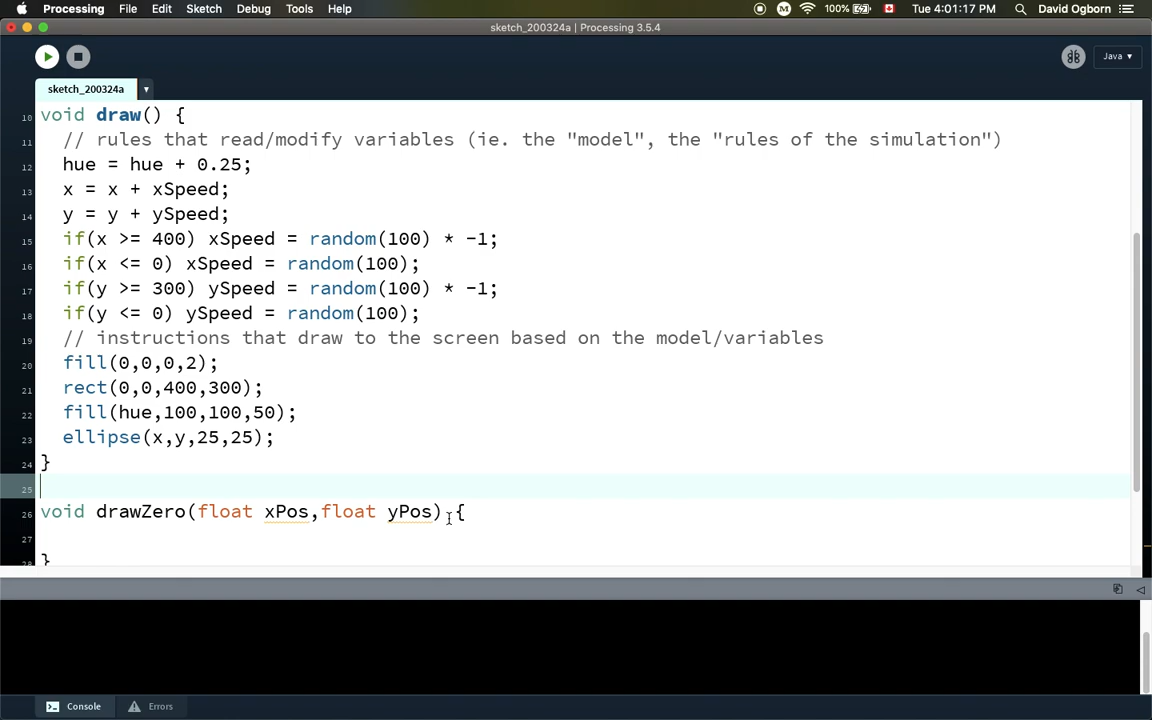 Processing File Edit Sketch Debug Tools Help 100% Tue 4:01:17 PM David Ogborn
sketch_200324a | Processing 3.5.4
Java ▾
sketch_200324a ▾
10 void draw() {
11 // rules that read/modify variables (ie. the "model", the "rules of the simulation")
12 hue = hue + 0.25;
13 x = x + xSpeed;
14 y = y + ySpeed;
15 if(x >= 400) xSpeed = random(100) * -1;
16 if(x <= 0) xSpeed = random(100);
17 if(y >= 300) ySpeed = random(100) * -1;
18 if(y <= 0) ySpeed = random(100);
19 // instructions that draw to the screen based on the model/variables
20 fill(0,0,0,2);
21 rect(0,0,400,300);
22 fill(hue,100,100,50);
23 ellipse(x,y,25,25);
24 }
25
26 void drawZero(float xPos,float yPos) {
27
28 }
Console Errors